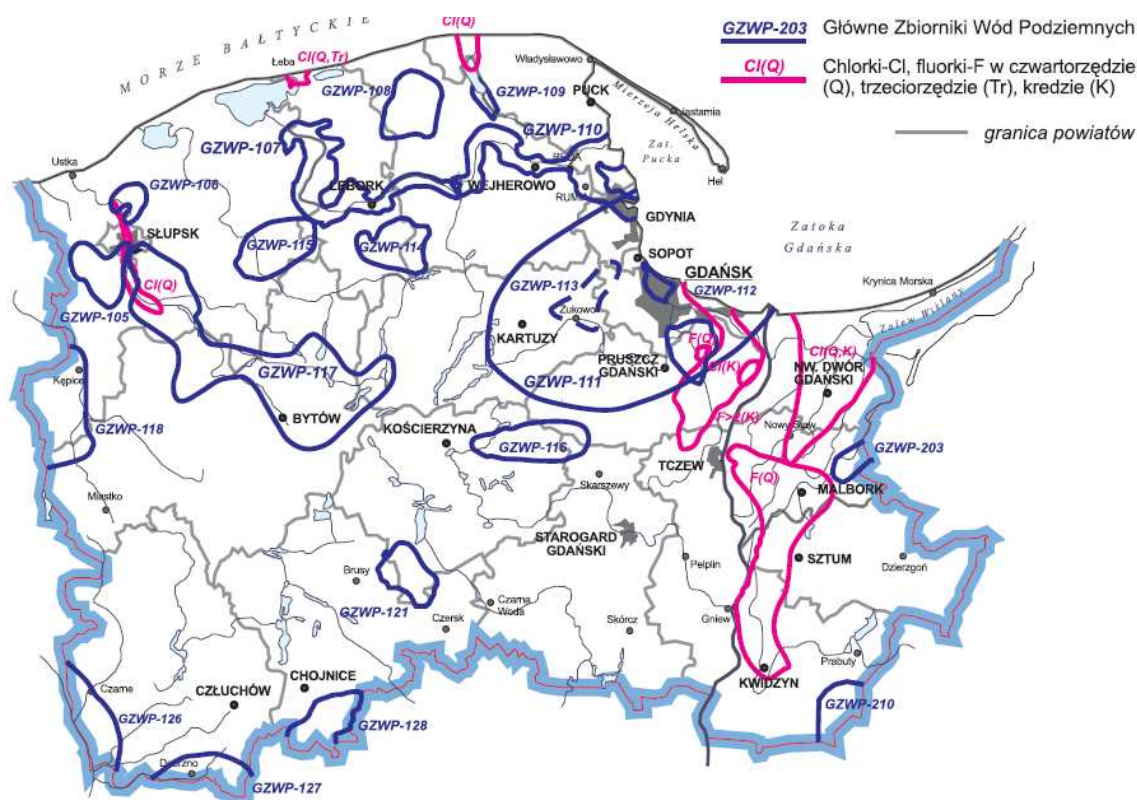 MORZE BAŁTYCKIE
GZWP-203 Główne Zbiorniki Wód Podziemnych
Cl(Q) Chlorki-Cl, fluorki-F w czwartorzędzie
(Q), trzeciorzędzie (Tr), kredzie (K)
granica powiatów
Cl(Q)
Cl(Q,Tr)
Łeba
Władysławowo
GZWP-108
GZWP-109
PUCK
Mierzeja Helska
Jastarnia
GZWP-107
GZWP-110
Zat.
Pucka
Hel
Ustka
GZWP-106
REDA
LĘBORK
WEJHEROWO
RUMIA
GDYNIA
Zatoka
Gdańska
SŁUPSK
GZWP-115
GZWP-114
SOPOT
GDAŃSK
Cl(Q)
GZWP-113
GZWP-112
Krynica Morska
Zalew Wiślany
GZWP-105
Żukowo
KARTUZY
F(Q)
Cl(Q,K)
PRUSZCZ
GDAŃSKI
Cl(K)
NW. DWÓR
GDAŃSKI
Kępice
GZWP-117
GZWP-111
BYTÓW
F>2(K)
GZWP-118
KOŚCIERZYNA
GZWP-116
Nowy Staw
GZWP-203
TCZEW
F(Q)
Skarszewy
MALBORK
Miastko
STAROGARD
GDAŃSKI
Pelplin
SZTUM
Dzierzgoń
Brusy
GZWP-121
Czarna
Woda
Gniew
Czersk
Skórcz
Prabuty
KWIDZYN
CHOJNICE
Czarne
CZŁUCHÓW
GZWP-210
GZWP-126
GZWP-128
Debrzno
GZWP-127